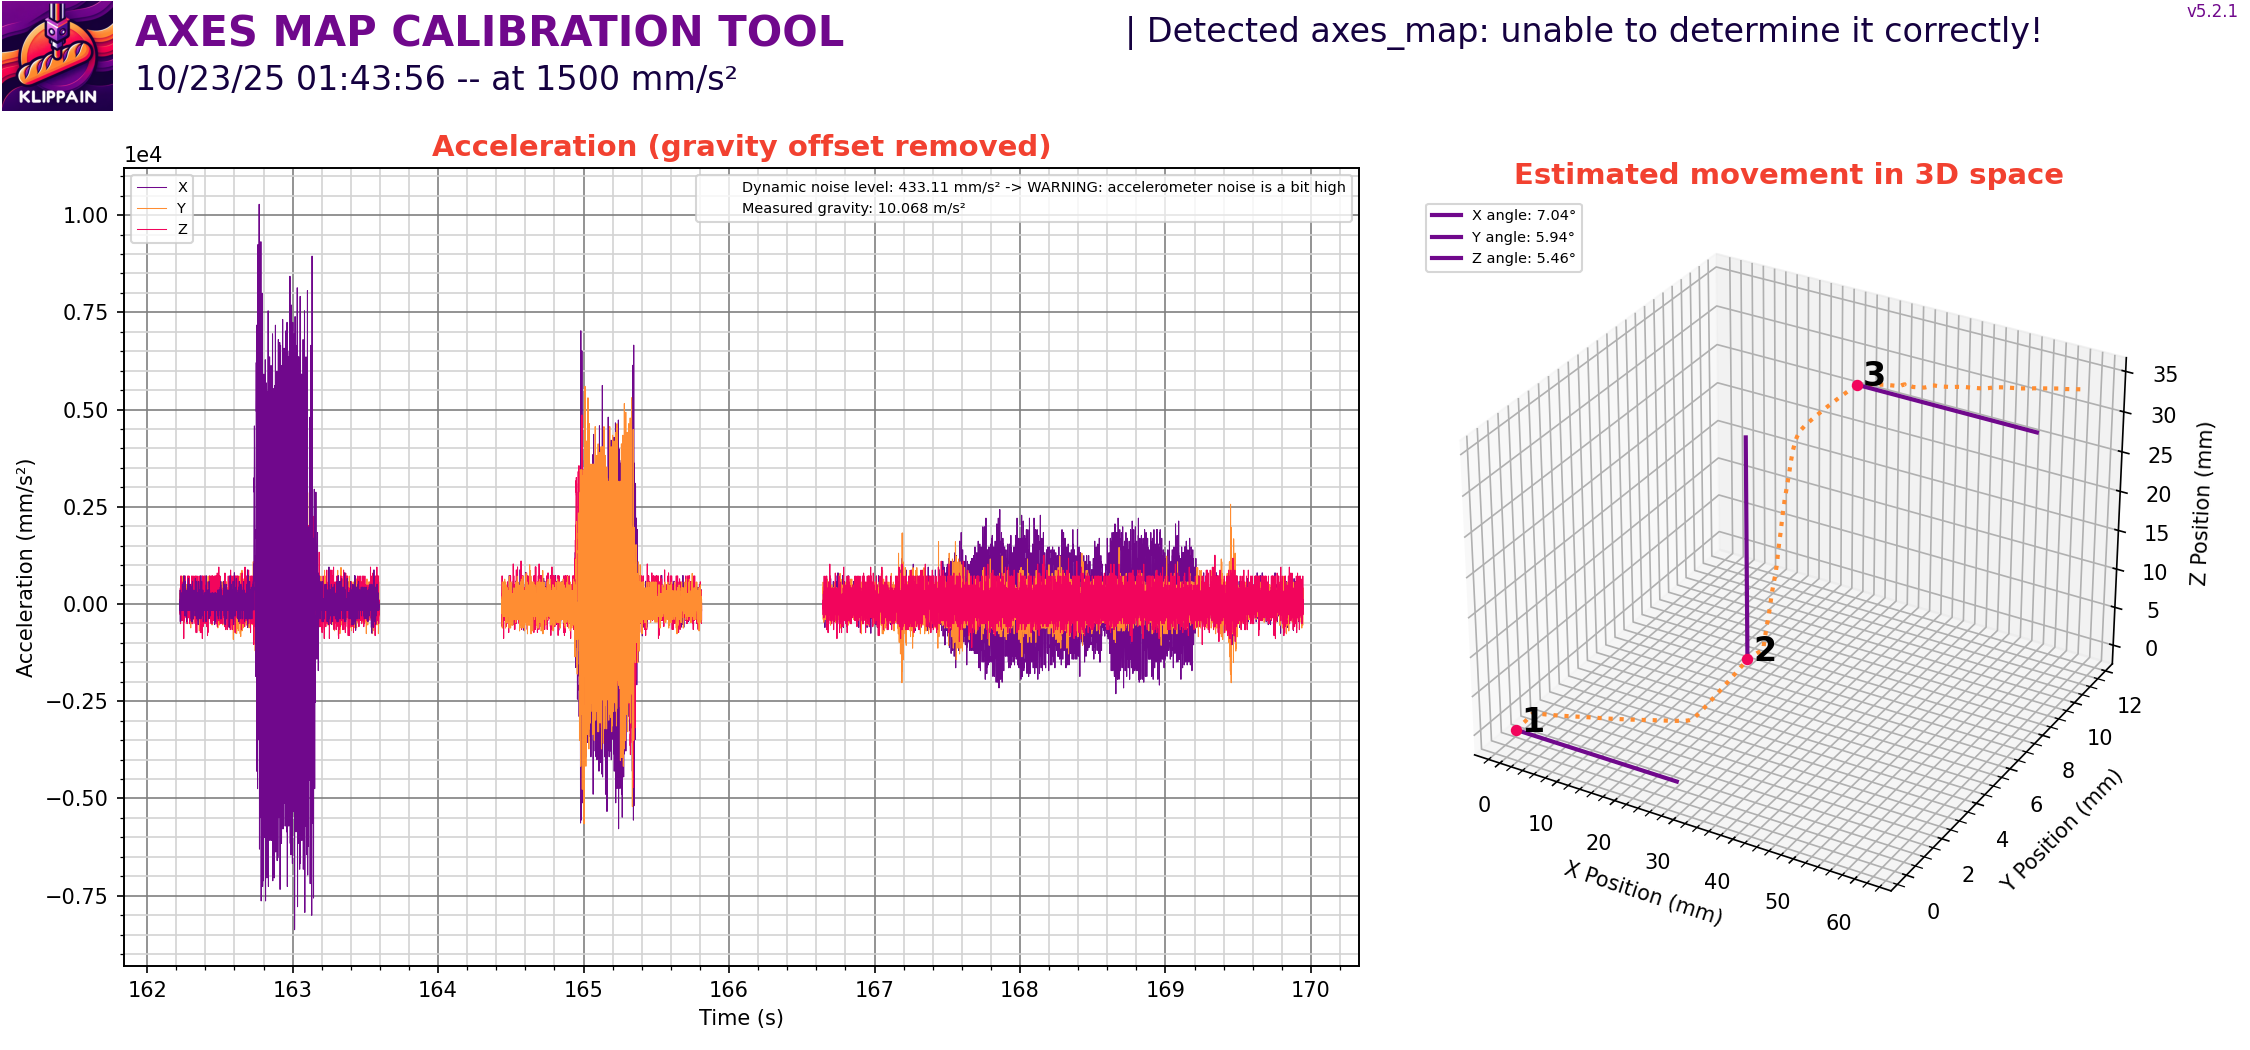 KLIPPAIN
AXES MAP CALIBRATION TOOL
10/23/25 01:43:56 -- at 1500 mm/s²
| Detected axes_map: unable to determine it correctly!
v5.2.1
Acceleration (gravity offset removed)
1e4
X
Y
Z
Dynamic noise level: 433.11 mm/s² -> WARNING: accelerometer noise is a bit high
Measured gravity: 10.068 m/s²
Acceleration (mm/s²)
1.00
0.75
0.50
0.25
0.00
−0.25
−0.50
−0.75
162 163 164 165 166 167 168 169 170
Time (s)
Estimated movement in 3D space
X angle: 7.04°
Y angle: 5.94°
Z angle: 5.46°
1
2
3
0 10 20 30 40 50 60
X Position (mm)
0 2 4 6 8 10 12
Y Position (mm)
35
30
25
20
15
10
5
0
Z Position (mm)